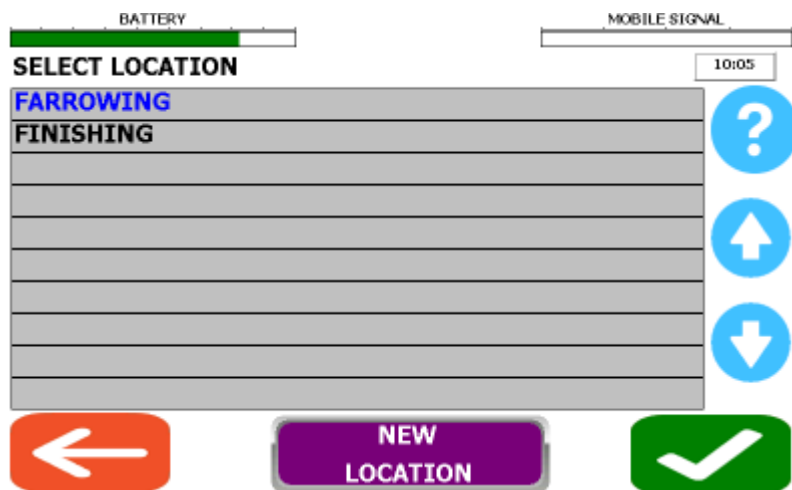 BATTERY
MOBILE SIGNAL
SELECT LOCATION
10:05
FARROWING
FINISHING
?
NEW
LOCATION